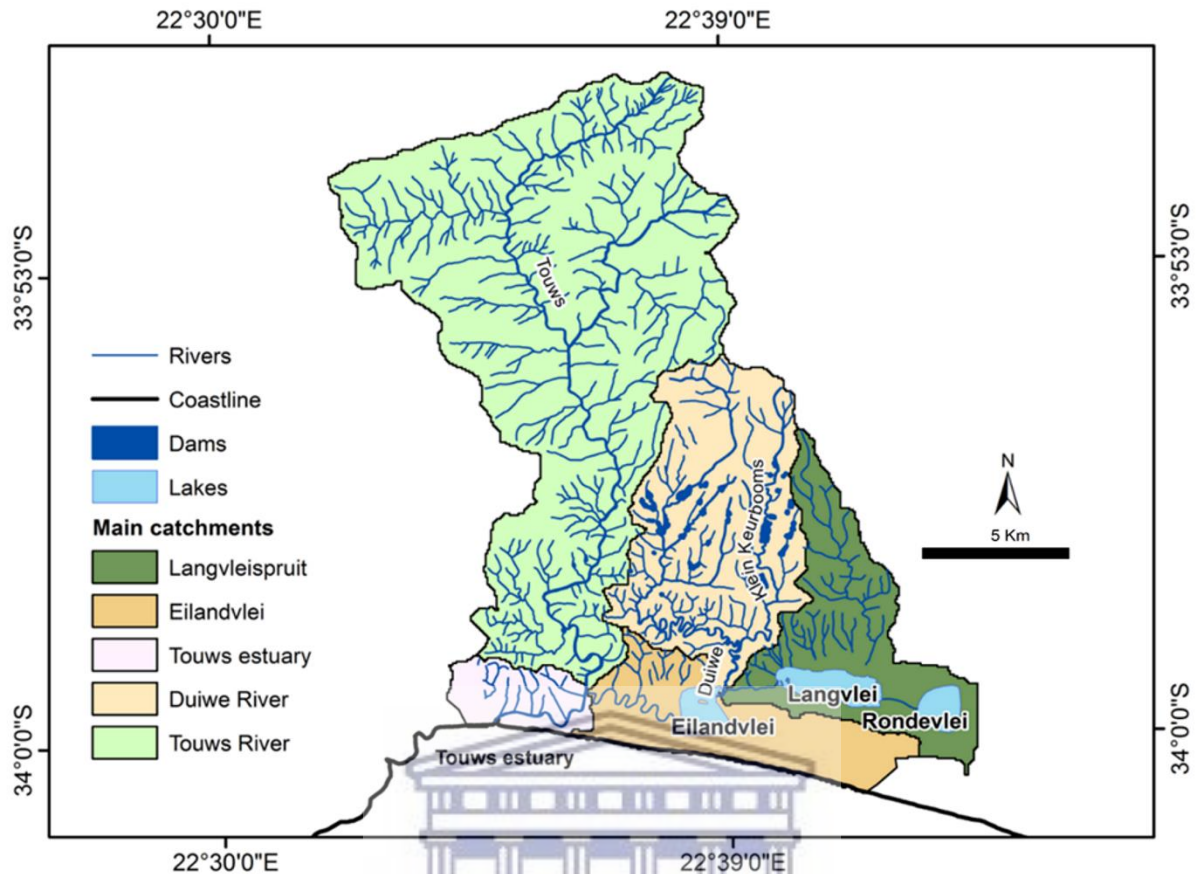 22°30'0"E
22°39'0"E
33°53'0"S
33°53'0"S
Touws
Rivers
Coastline
Dams
Lakes
Main catchments
Langvleispruit
Eilandvlei
Touws estuary
Duiwe River
Touws River
N
5 Km
Klein Keurbooms
Duiwe
Langvlei
Rondevlei
Eilandvlei
Touws estuary
34°0'0"S
34°0'0"S
22°30'0"E
22°39'0"E